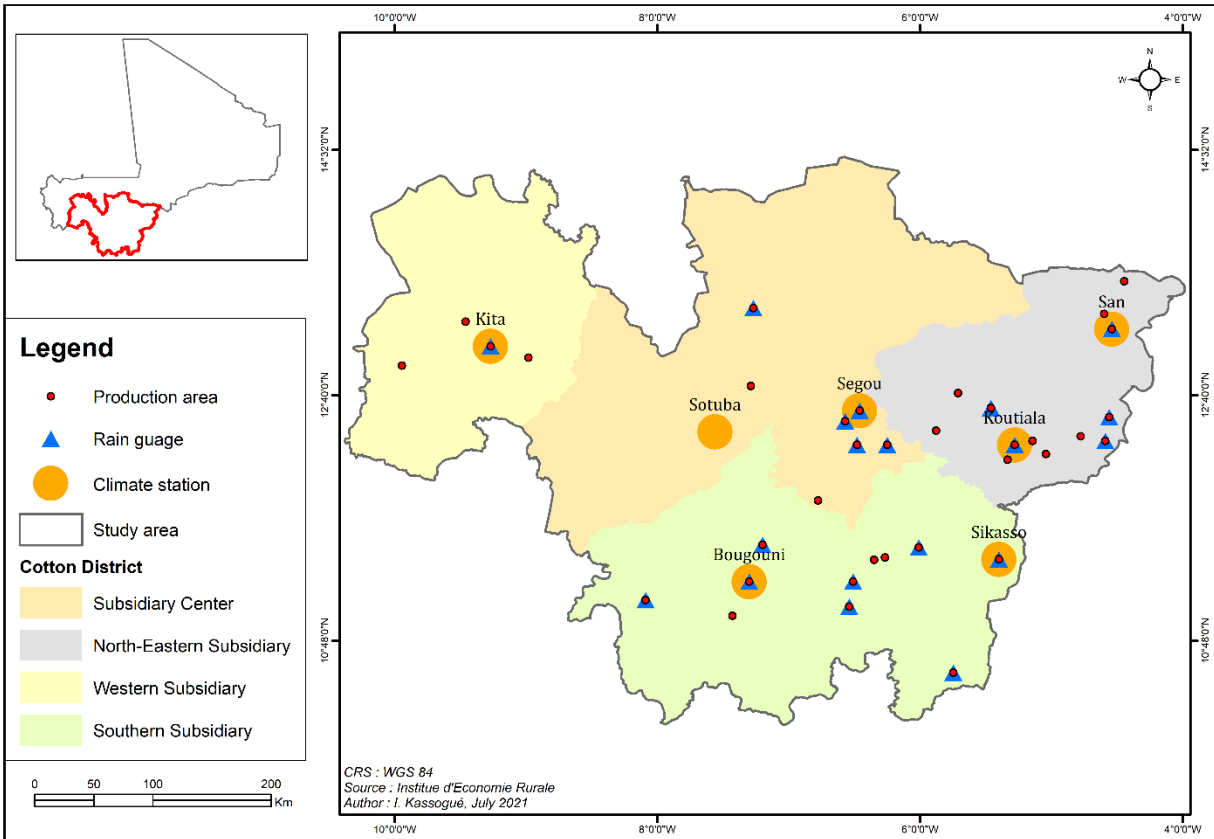 10°0'0"W 8°0'0"W 6°0'0"W 4°0'0"W
N
W E
S
14°32'0"N 14°32'0"N
San
Kita
Legend
Production area
12°40'0"N 12°40'0"N
Segou
Sotuba
Koutiala
Rain guage
Climate station
Study area
Sikasso
Bougouni
Cotton District
Subsidiary Center
10°48'0"N 10°48'0"N
North-Eastern Subsidiary
Western Subsidiary
Southern Subsidiary
CRS : WGS 84
Source : Institue d'Economie Rurale
Author : I. Kassogué, July 2021
0 50 100 200
Km
10°0'0"W 8°0'0"W 6°0'0"W 4°0'0"W